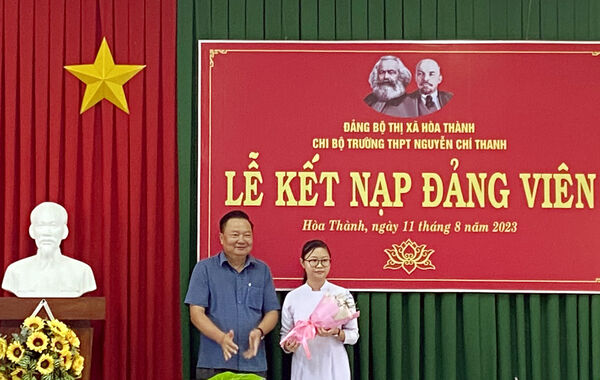 ĐẢNG BỘ THỊ XÃ HÒA THÀNH
CHI BỘ TRƯỜNG THPT NGUYỄN CHÍ THANH
LỄ KẾT NẠP ĐẢNG VIÊN
Hòa Thành, ngày 11 tháng 8 năm 2023